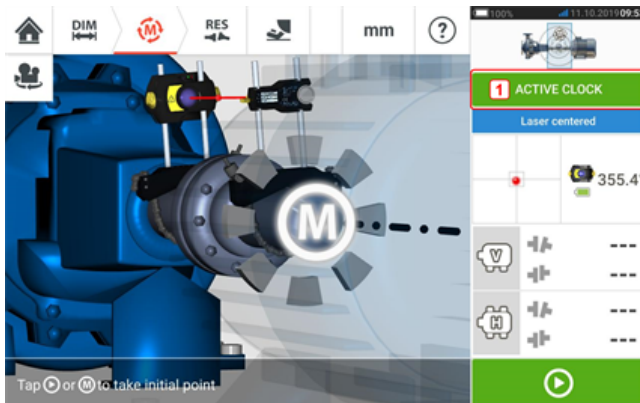 100%
11.10.2019 09:5
DIM
M
RES
mm
?
1 ACTIVE CLOCK
Laser centered
355.4°
M
V
---
---
H
---
---
Tap or M to take initial point